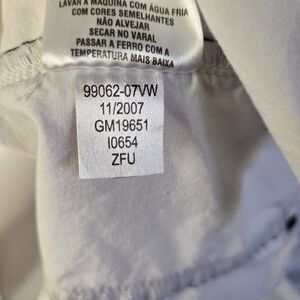 LAVAR À MÁQUINA COM ÁGUA FRIA
COM CORES SEMELHANTES
NÃO ALVEJAR
SECAR NO VARAL
PASSAR A FERRO COM A
TEMPERATURA MAIS BAIXA
99062-07VW
11/2007
GM19651
I0654
ZFU